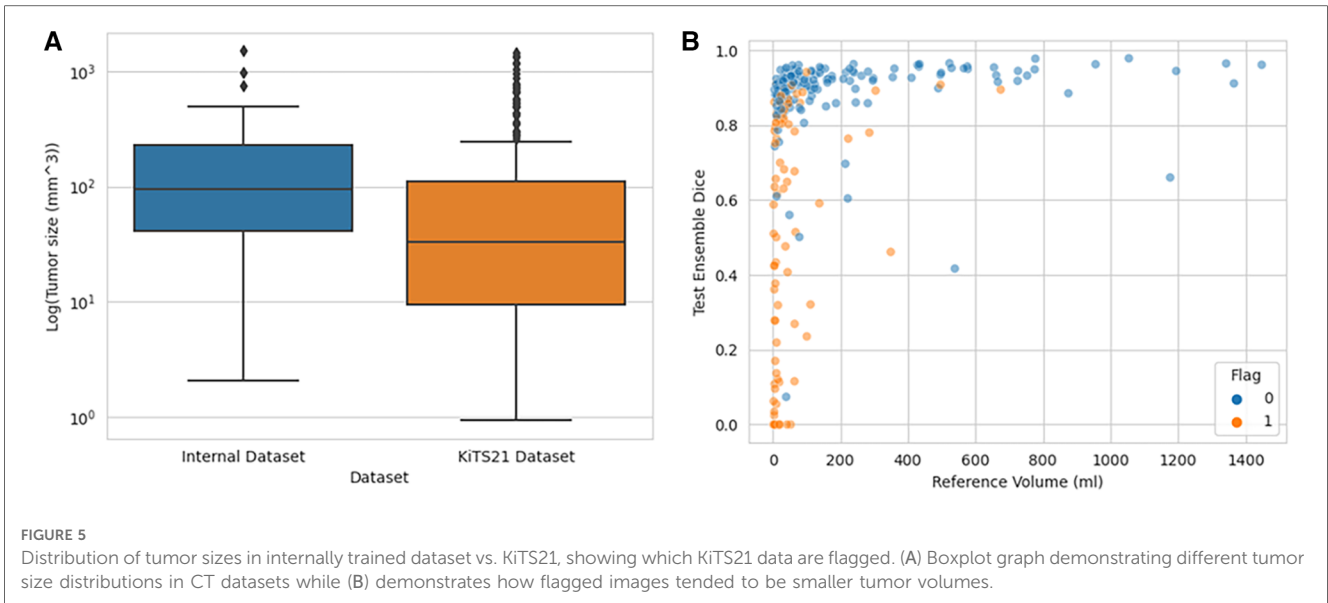 A
Log(Tumor size (mm^3))
10^3
10^2
10^1
10^0
Internal Dataset
KiTS21 Dataset
Dataset
B
Test Ensemble Dice
1.0
0.8
0.6
0.4
0.2
0.0
0
200
400
600
800
1000
1200
1400
Reference Volume (ml)
Flag
0
1
FIGURE 5
Distribution of tumor sizes in internally trained dataset vs. KiTS21, showing which KiTS21 data are flagged. (A) Boxplot graph demonstrating different tumor
size distributions in CT datasets while (B) demonstrates how flagged images tended to be smaller tumor volumes.